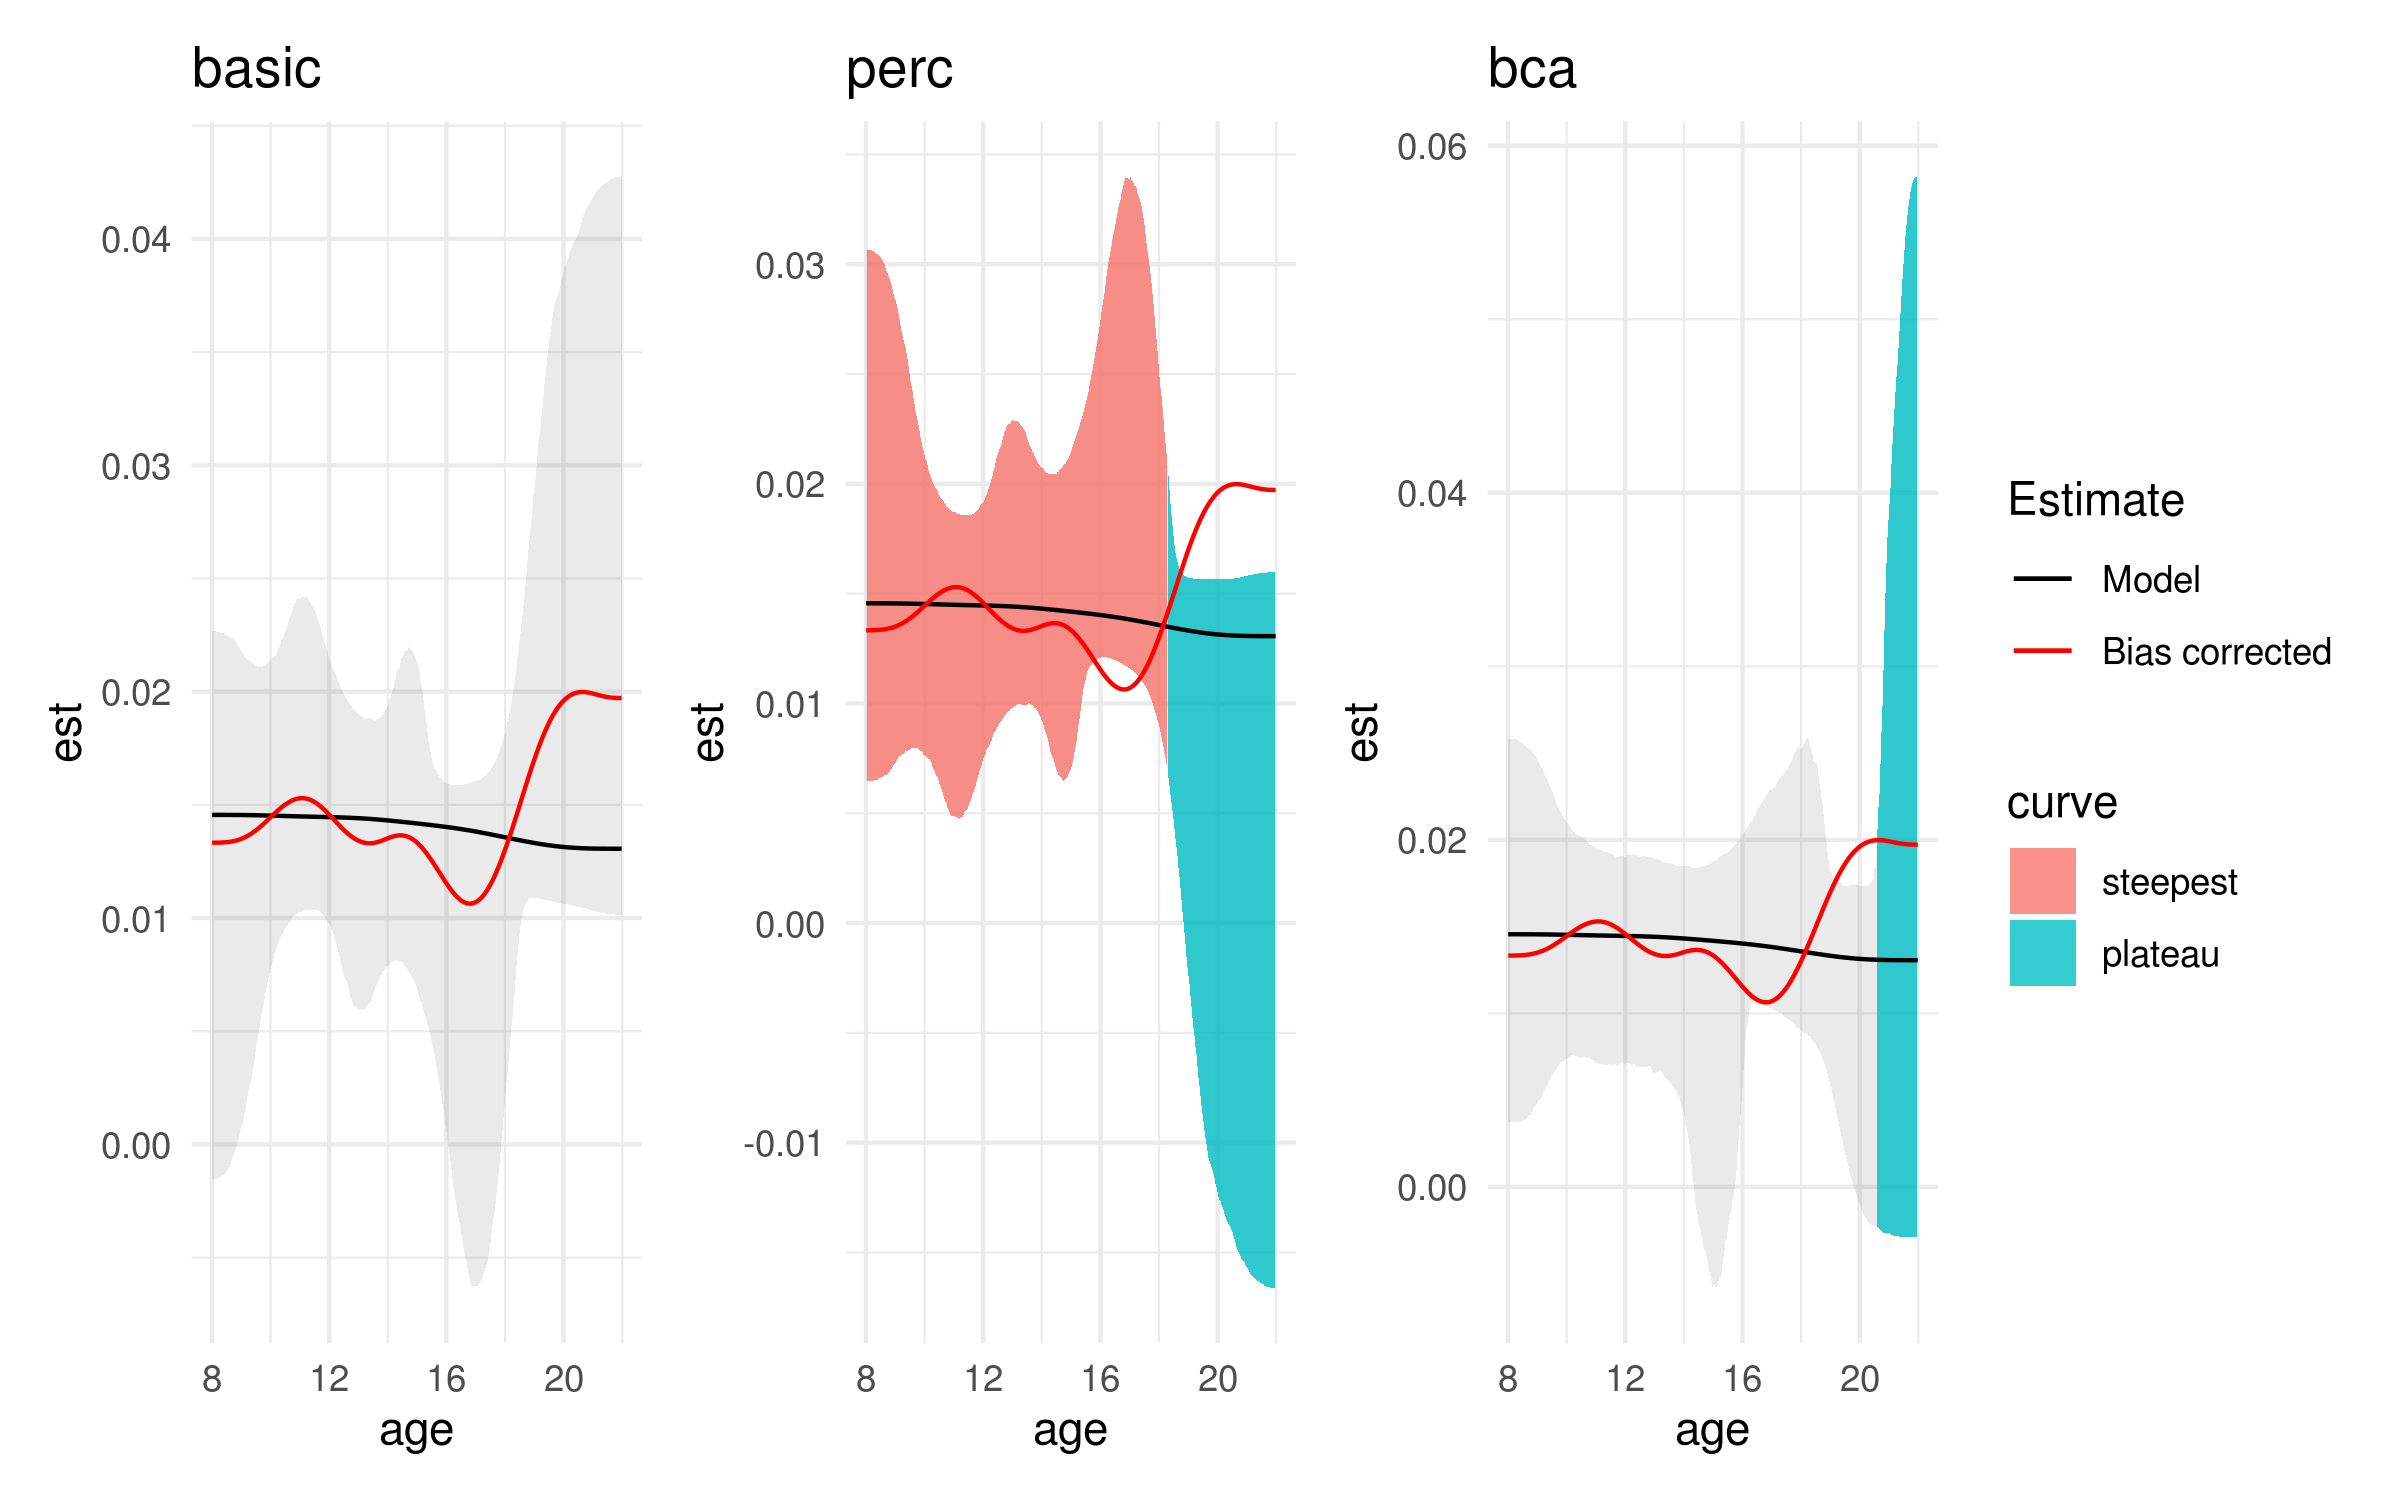 basic
perc
bca
est
0.04
0.03
0.02
0.01
0.00
8 12 16 20
age
est
0.03
0.02
0.01
0.00
-0.01
8 12 16 20
age
est
0.06
0.04
0.02
0.00
8 12 16 20
age
Estimate
Model
Bias corrected
curve
steepest
plateau